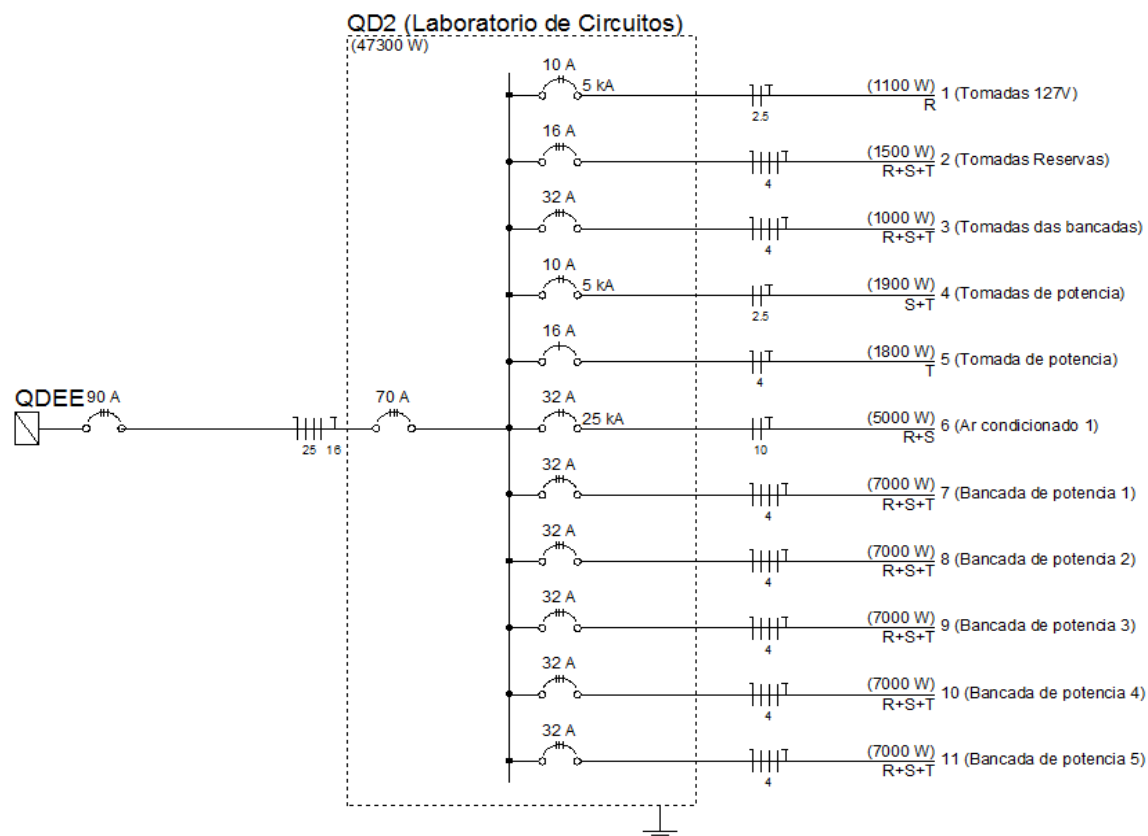 QD2 (Laboratorio de Circuitos)
(47300 W)
10 A
5 kA
2.5
(1100 W)
R
1 (Tomadas 127V)
16 A
4
(1500 W)
R+S+T
2 (Tomadas Reservas)
32 A
4
(1000 W)
R+S+T
3 (Tomadas das bancadas)
10 A
5 kA
2.5
(1900 W)
S+T
4 (Tomadas de potencia)
16 A
4
(1800 W)
T
5 (Tomada de potencia)
QDEE
90 A
25 16
70 A
32 A
25 kA
10
(5000 W)
R+S
6 (Ar condicionado 1)
32 A
4
(7000 W)
R+S+T
7 (Bancada de potencia 1)
32 A
4
(7000 W)
R+S+T
8 (Bancada de potencia 2)
32 A
4
(7000 W)
R+S+T
9 (Bancada de potencia 3)
32 A
4
(7000 W)
R+S+T
10 (Bancada de potencia 4)
32 A
4
(7000 W)
R+S+T
11 (Bancada de potencia 5)